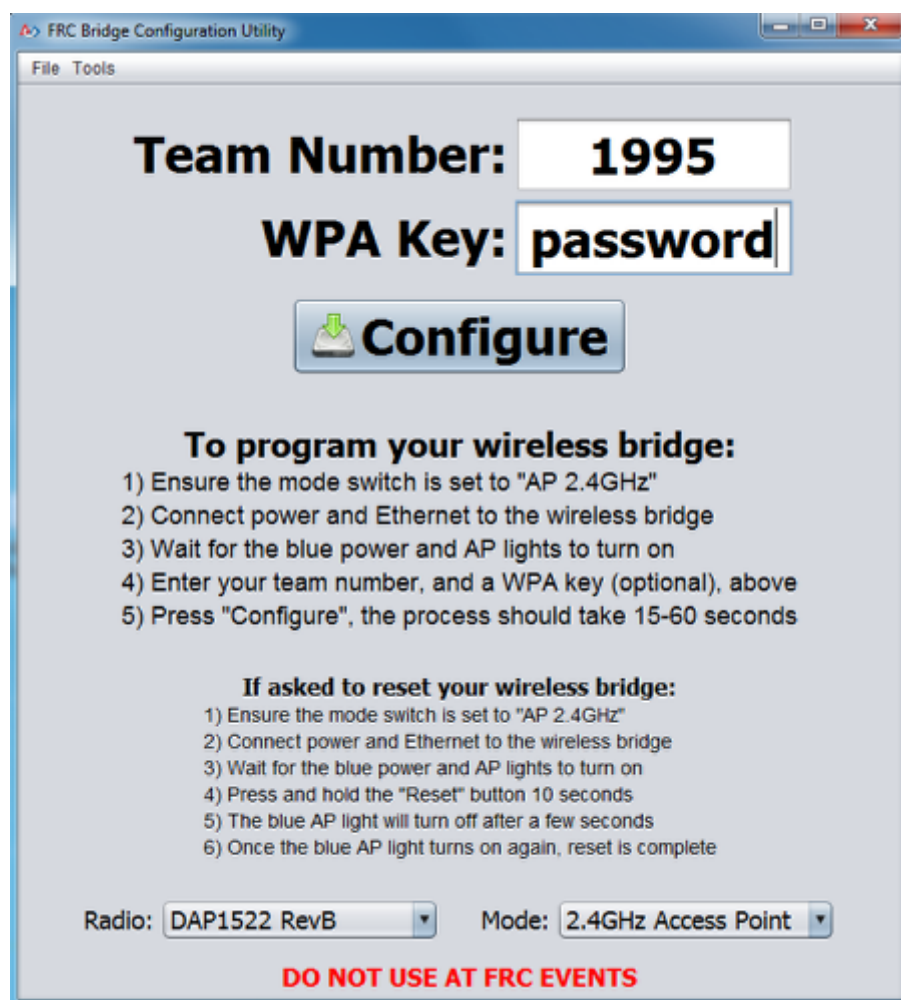 FRC Bridge Configuration Utility
File Tools
Team Number: 1995
WPA Key: password
Configure
To program your wireless bridge:
1) Ensure the mode switch is set to "AP 2.4GHz"
2) Connect power and Ethernet to the wireless bridge
3) Wait for the blue power and AP lights to turn on
4) Enter your team number, and a WPA key (optional), above
5) Press "Configure", the process should take 15-60 seconds
If asked to reset your wireless bridge:
1) Ensure the mode switch is set to "AP 2.4GHz"
2) Connect power and Ethernet to the wireless bridge
3) Wait for the blue power and AP lights to turn on
4) Press and hold the "Reset" button 10 seconds
5) The blue AP light will turn off after a few seconds
6) Once the blue AP light turns on again, reset is complete
Radio: DAP1522 RevB Mode: 2.4GHz Access Point
DO NOT USE AT FRC EVENTS